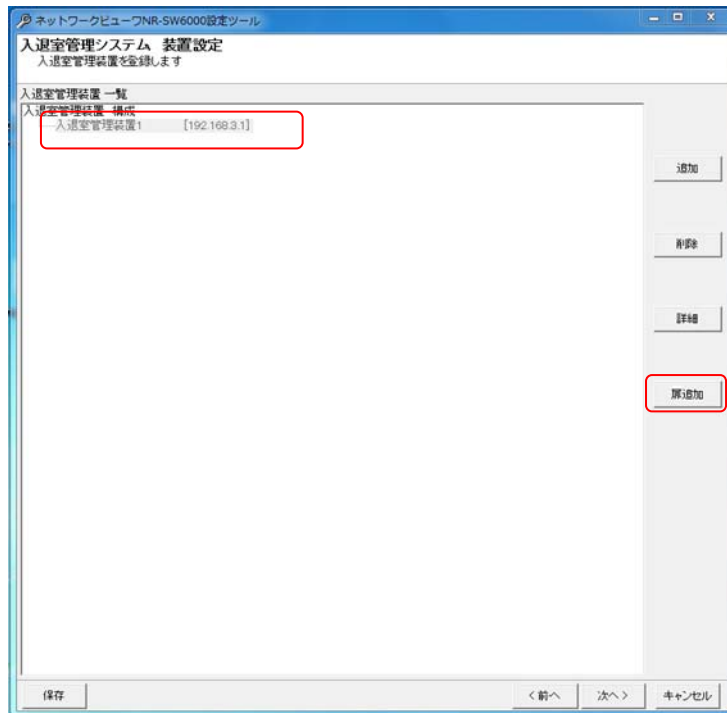 ネットワークビューワNR-SW6000設定ツール
入退室管理システム 装置設定
入退室管理装置を登録します
入退室管理装置 一覧
入退室管理装置 構成
入退室管理装置1 [192.168.3.1]
追加
削除
詳細
扉追加
保存
< 前へ
次へ >
キャンセル